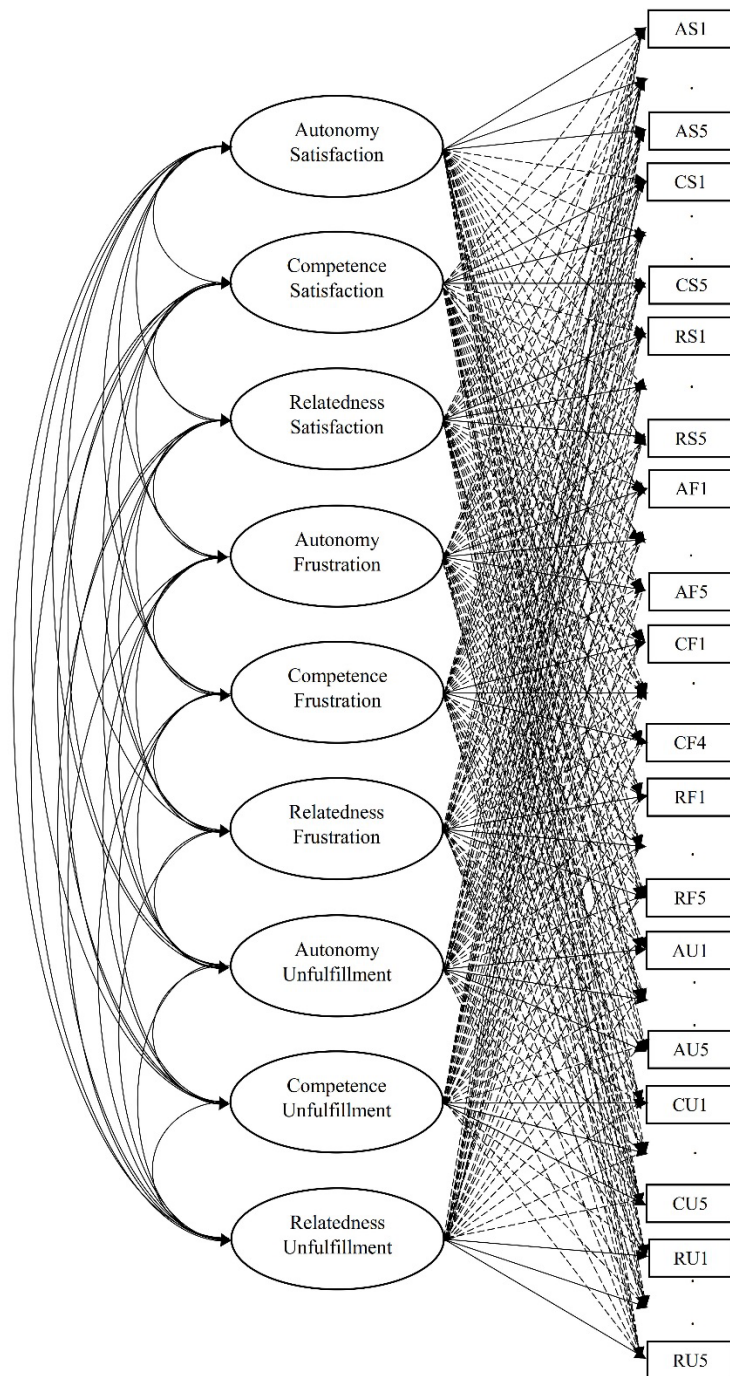 Autonomy
Satisfaction
Competence
Satisfaction
Relatedness
Satisfaction
Autonomy
Frustration
Competence
Frustration
Relatedness
Frustration
Autonomy
Unfulfillment
Competence
Unfulfillment
Relatedness
Unfulfillment
AS1
.
AS5
CS1
.
CS5
RS1
.
RS5
AF1
.
AF5
CF1
.
CF4
RF1
.
RF5
AU1
.
.
AU5
CU1
.
CU5
RU1
.
.
RU5